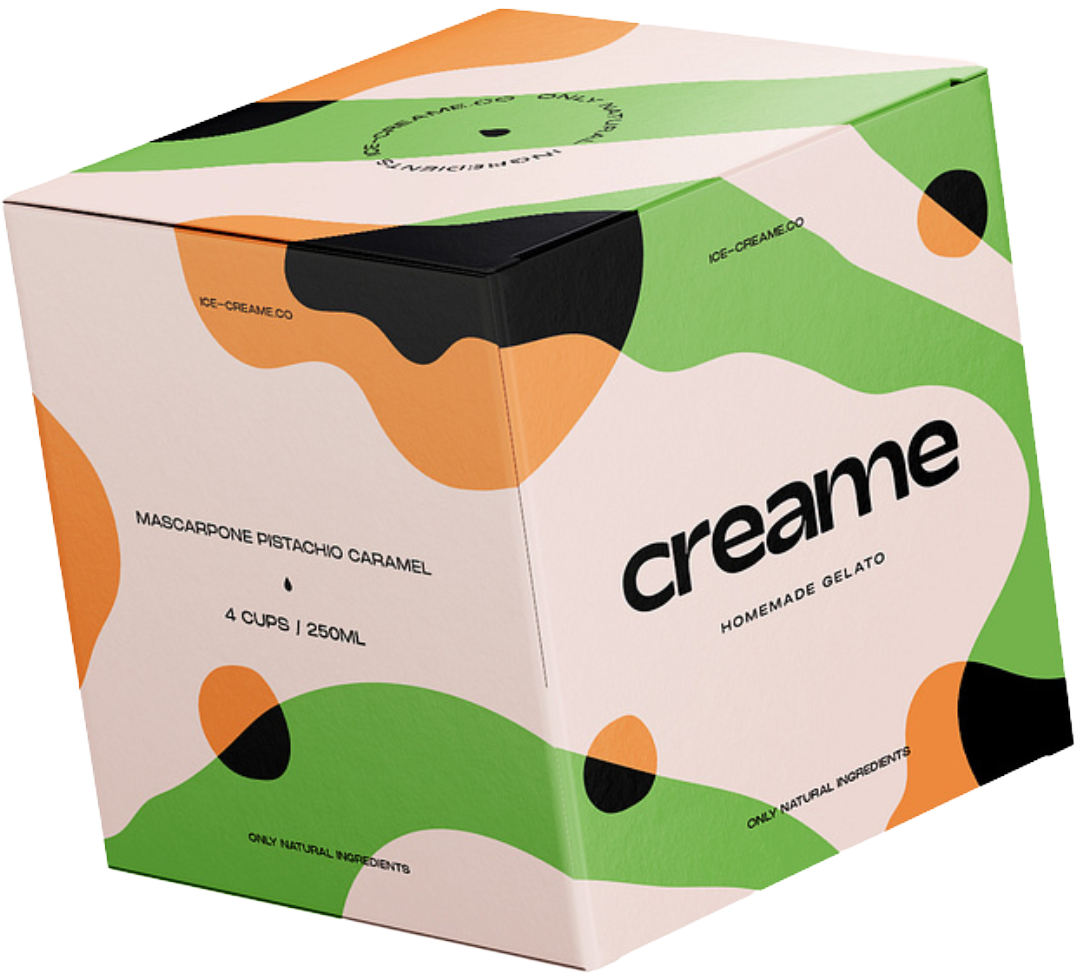 ICE-CREAME.CO ONLY NATURAL INGREDIENTS
ICE-CREAME.CO
MASCARPONE PISTACHIO CARAMEL
4 CUPS / 250ML
ONLY NATURAL INGREDIENTS
ICE-CREAME.CO
creame
HOMEMADE GELATO
ONLY NATURAL INGREDIENTS